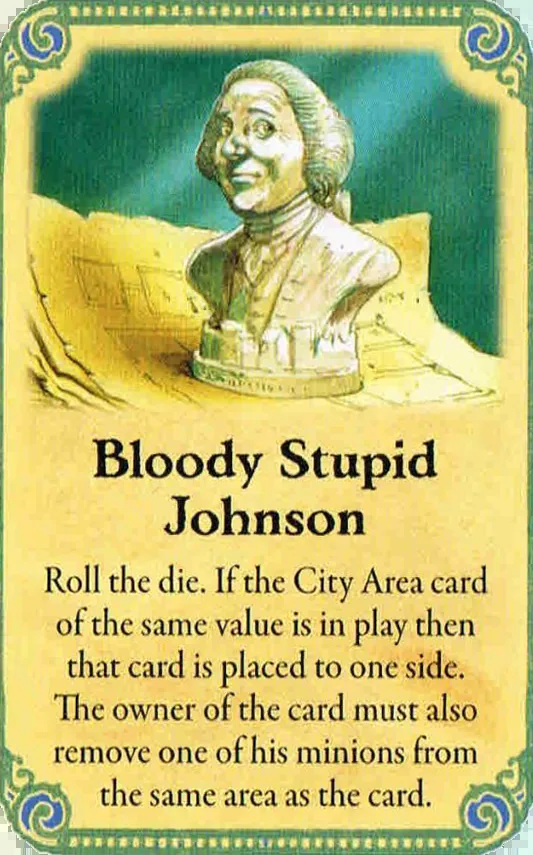 Bloody Stupid
Johnson
Roll the die. If the City Area card
of the same value is in play then
that card is placed to one side.
The owner of the card must also
remove one of his minions from
the same area as the card.